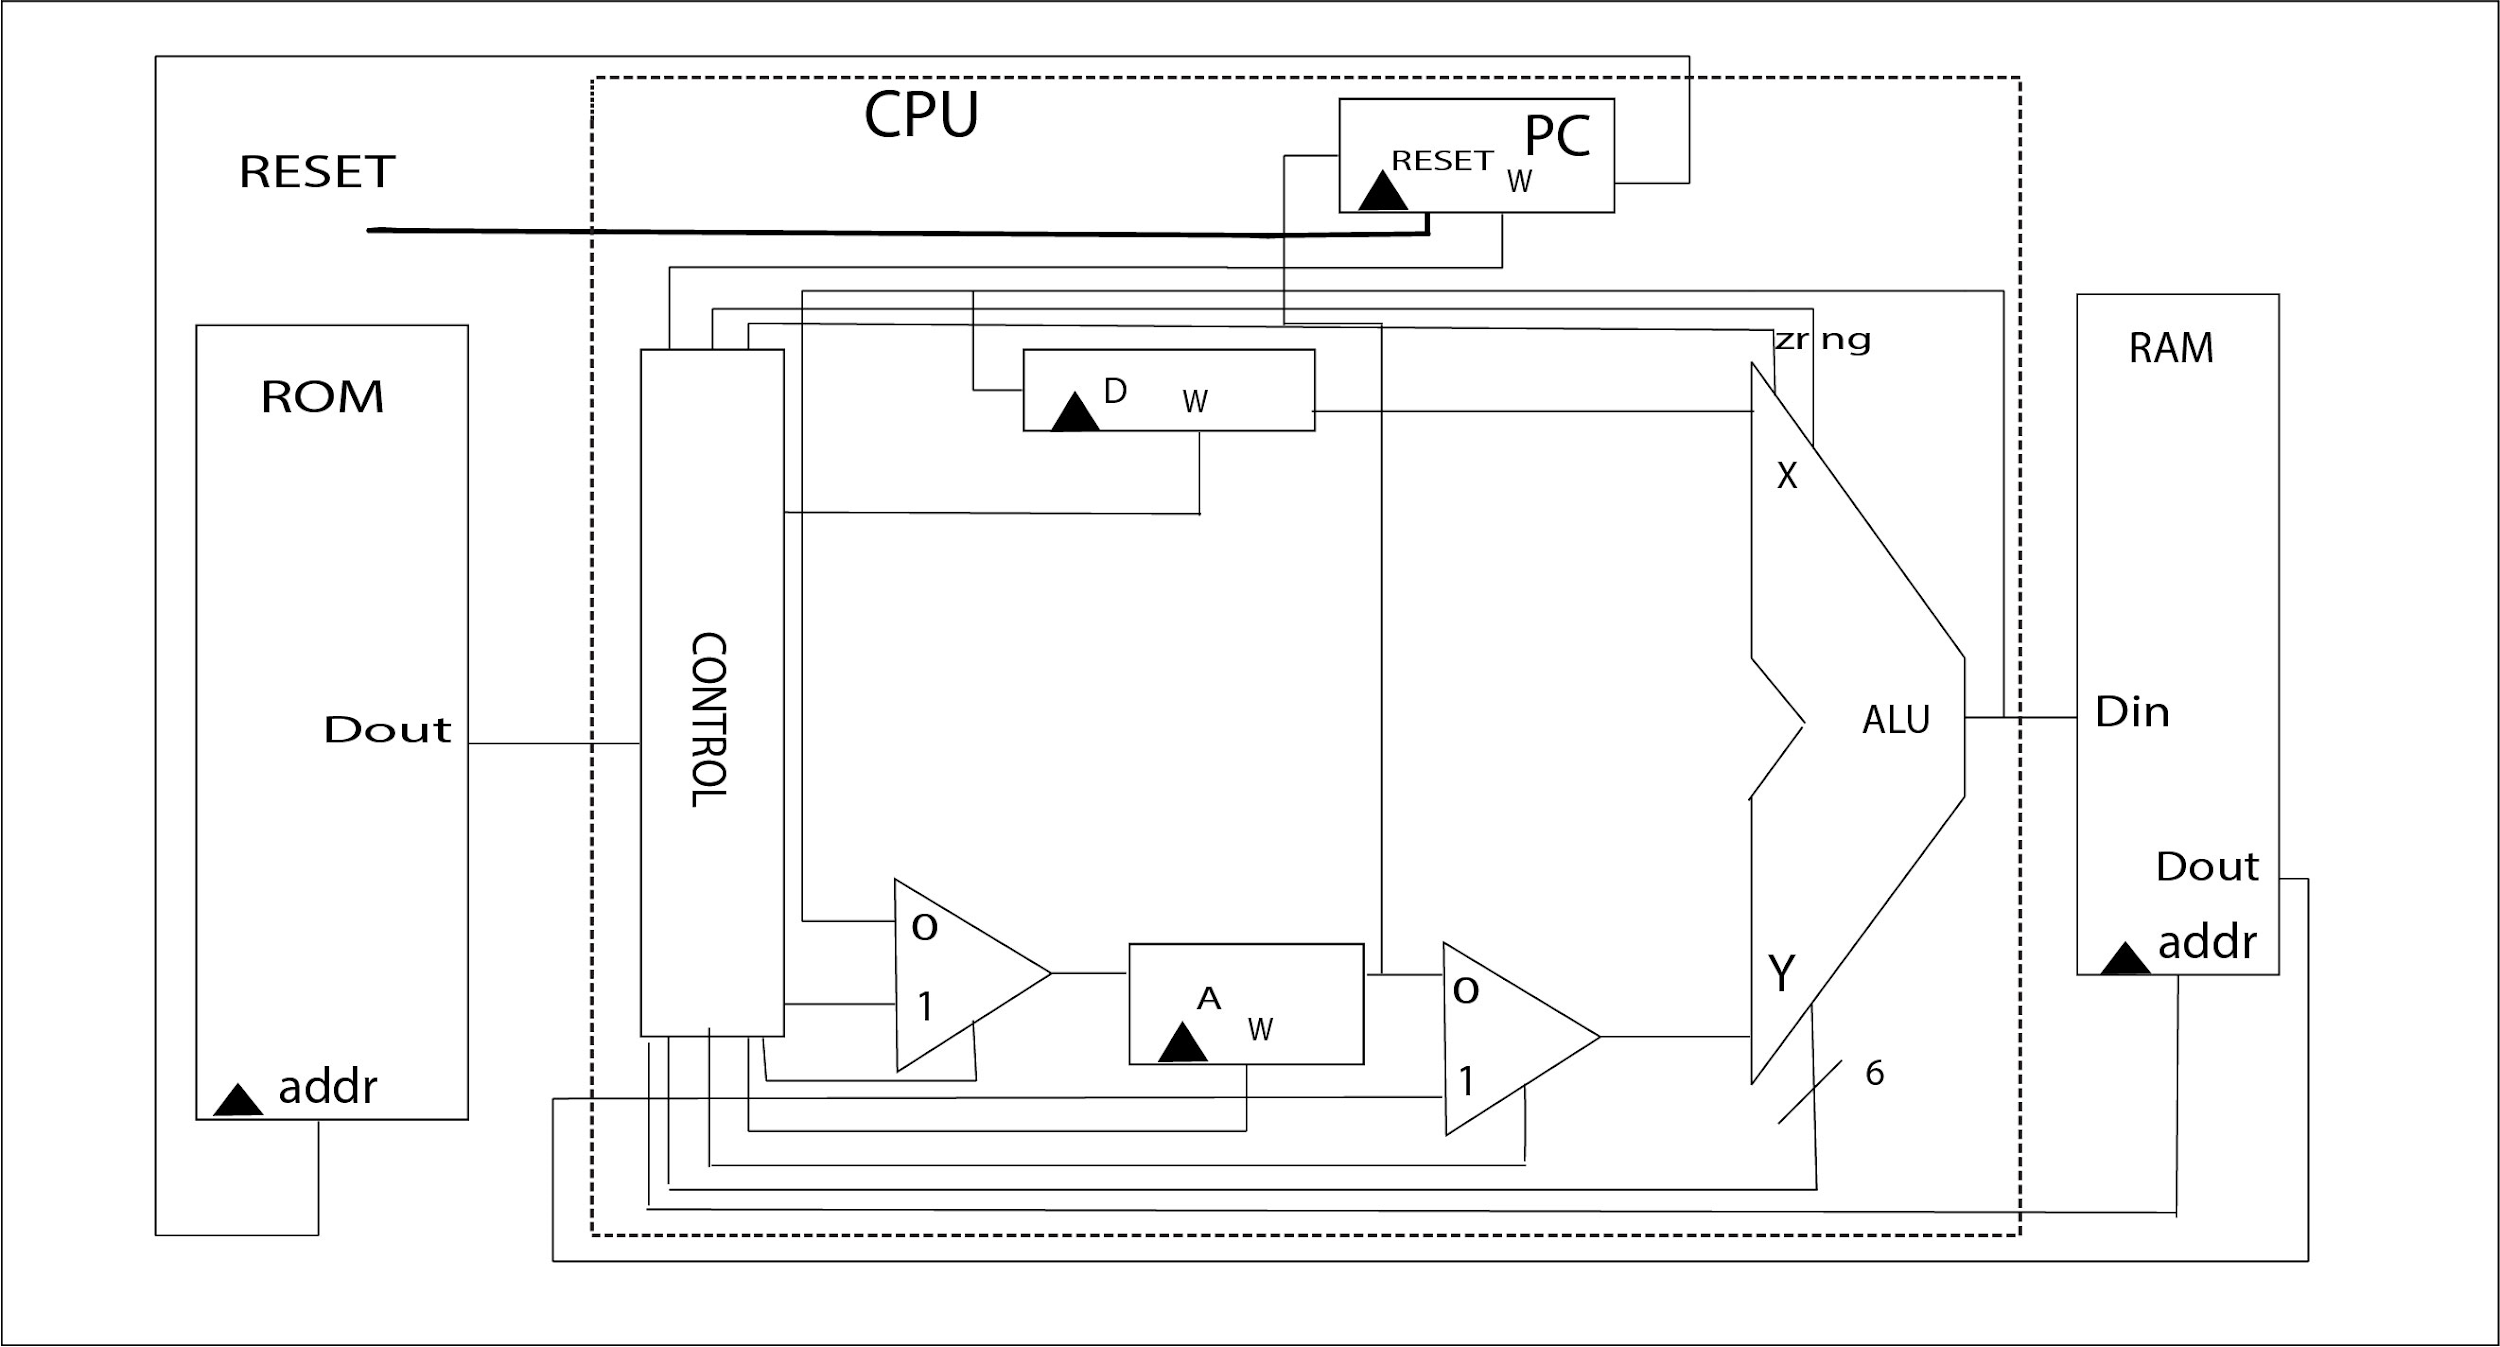 CPU
PC
RESET
W
RESET
zr ng
RAM
D
W
ROM
X
CONTROL
Dout
ALU
Din
Dout
0
addr
Y
0
1
A
W
1
6
addr